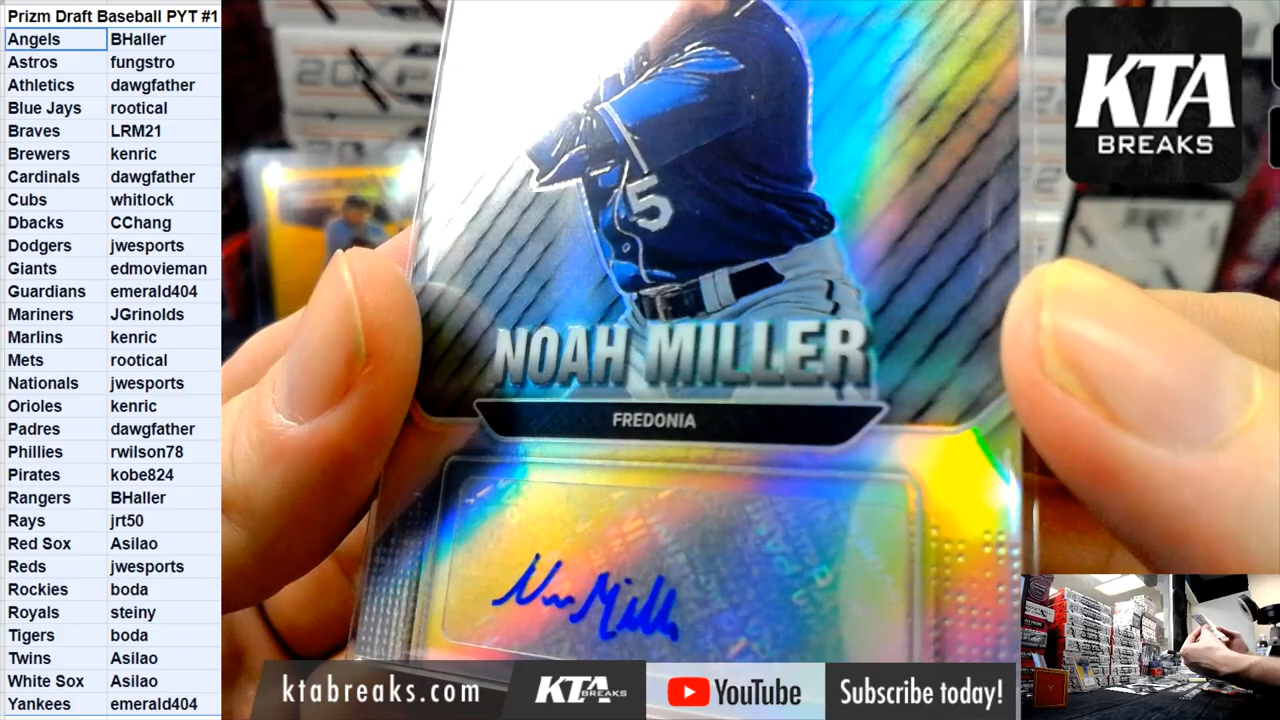 Prizm Draft Baseball PYT #1
Angels BHaller
Astros fungstro
Athletics dawgfather
Blue Jays rootical
Braves LRM21
Brewers kenric
Cardinals dawgfather
Cubs whitlock
Dbacks CChang
Dodgers jwesports
Giants edmovieman
Guardians emerald404
Mariners JGrinolds
Marlins kenric
Mets rootical
Nationals jwesports
Orioles kenric
Padres dawgfather
Phillies rwilson78
Pirates kobe824
Rangers BHaller
Rays jrt50
Red Sox Asilao
Reds jwesports
Rockies boda
Royals steiny
Tigers boda
Twins Asilao
White Sox Asilao
Yankees emerald404
KTA
BREAKS
5
NOAH MILLER
FREDONIA
ktabreaks.com
KTA BREAKS
YouTube
Subscribe today!